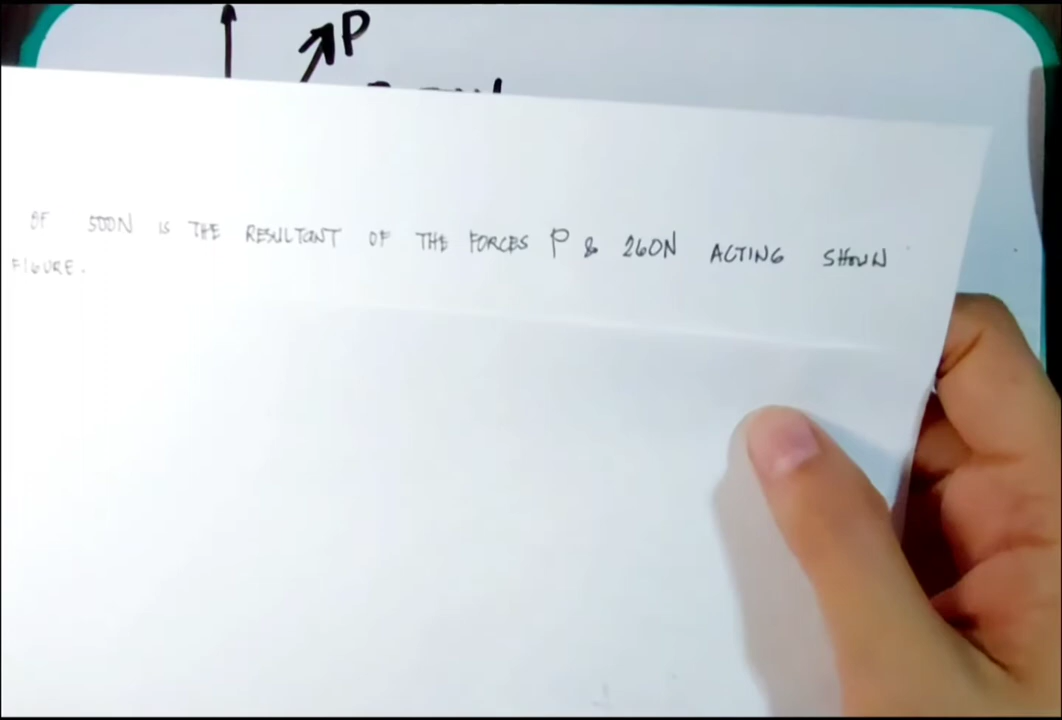 P
OF 500N IS THE RESULTANT OF THE FORCES P & 260N ACTING SHOWN
FIGURE.